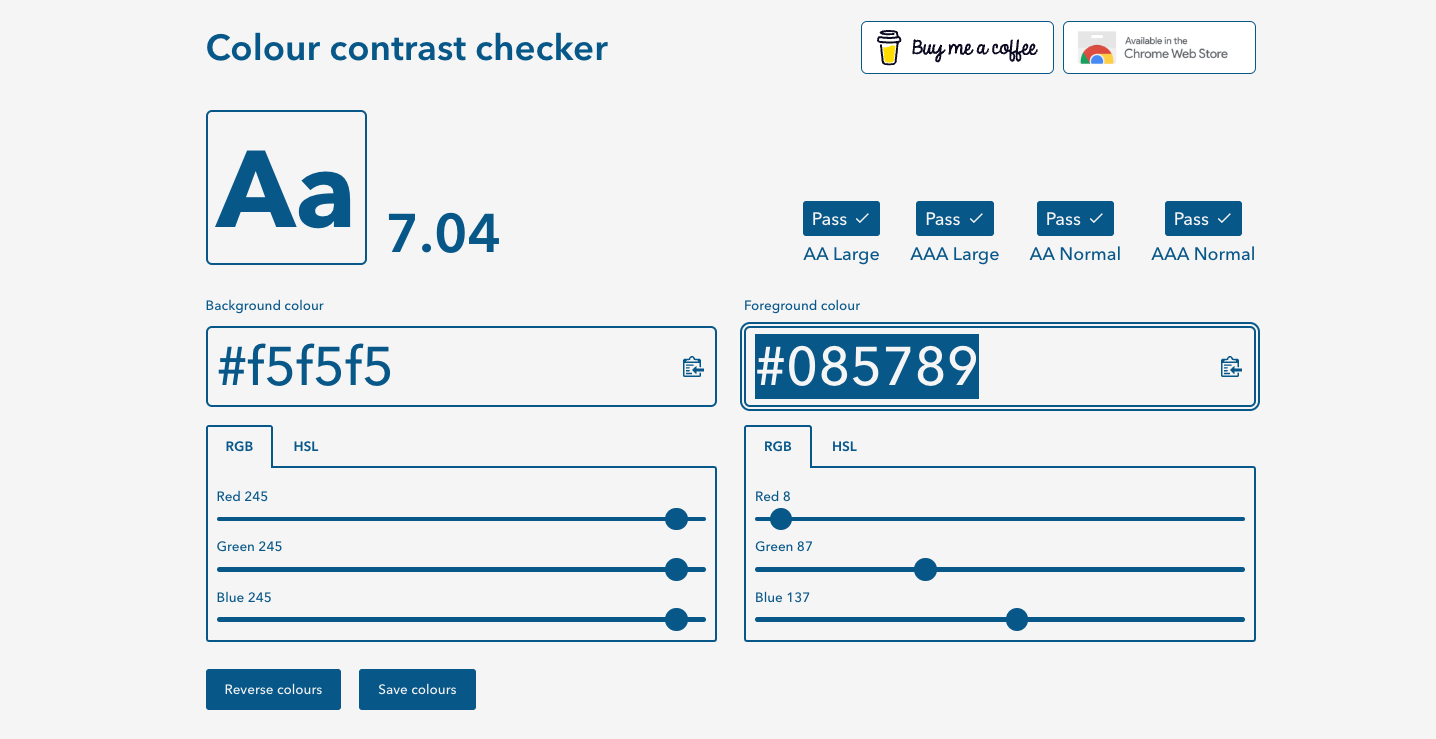 Colour contrast checker
Buy me a coffee
Available in the
Chrome Web Store
Aa
7.04
Pass
Pass
Pass
Pass
AA Large
AAA Large
AA Normal
AAA Normal
Background colour
#f5f5f5
RGB
HSL
Red 245
Green 245
Blue 245
Foreground colour
#085789
RGB
HSL
Red 8
Green 87
Blue 137
Reverse colours
Save colours